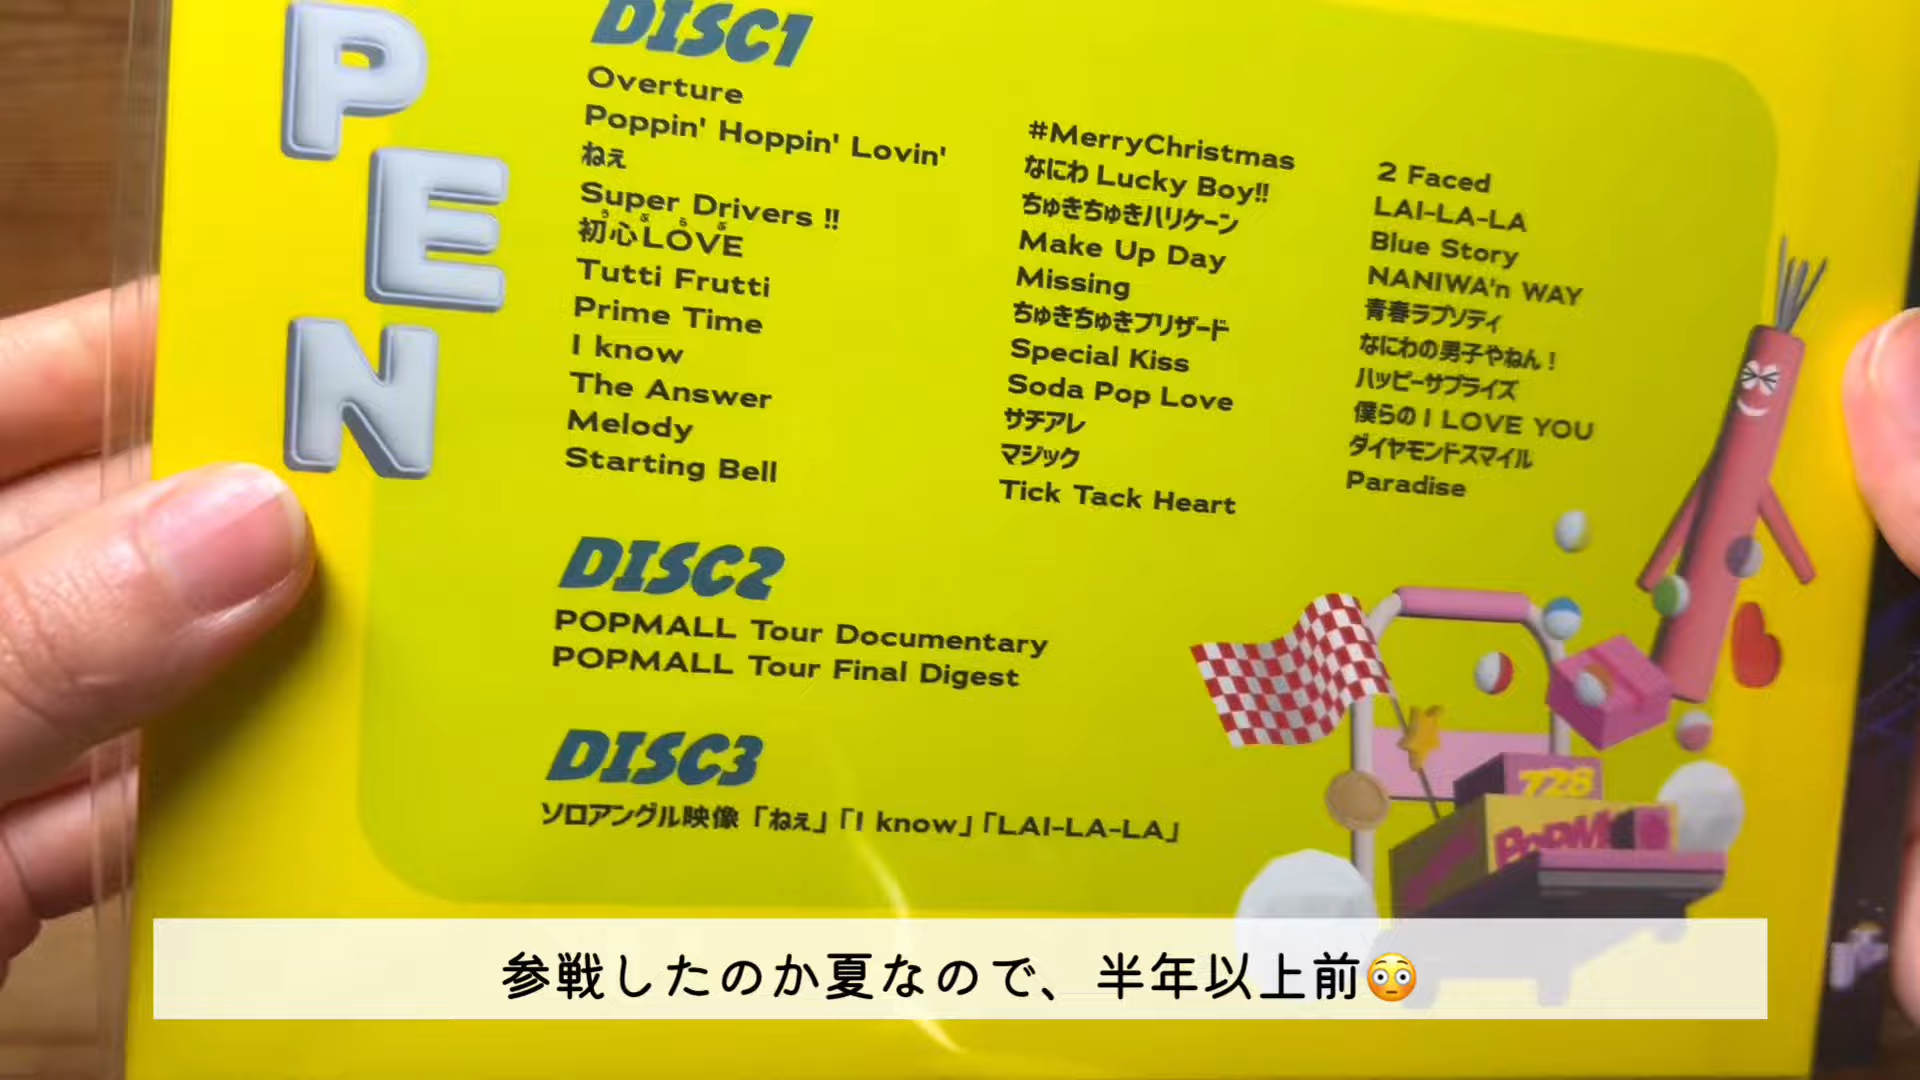 PEN
DISC1
Overture
Poppin' Hoppin' Lovin'
ねぇ
Super Drivers !!
うぶらぶ
初心LOVE
Tutti Frutti
Prime Time
I know
The Answer
Melody
Starting Bell
#MerryChristmas
なにわ Lucky Boy!!
ちゅきちゅきハリケーン
Make Up Day
Missing
ちゅきちゅきブリザード
Special Kiss
Soda Pop Love
サチアレ
マジック
Tick Tack Heart
2 Faced
LAI-LA-LA
Blue Story
NANIWA'n WAY
青春ラプソディ
なにわの男子やねん！
ハッピーサプライズ
僕らの I LOVE YOU
ダイヤモンドスマイル
Paradise
DISC2
POPMALL Tour Documentary
POPMALL Tour Final Digest
DISC3
ソロアングル映像「ねぇ」「I know」「LAI-LA-LA」
728
参戦したのか夏なので、半年以上前😳